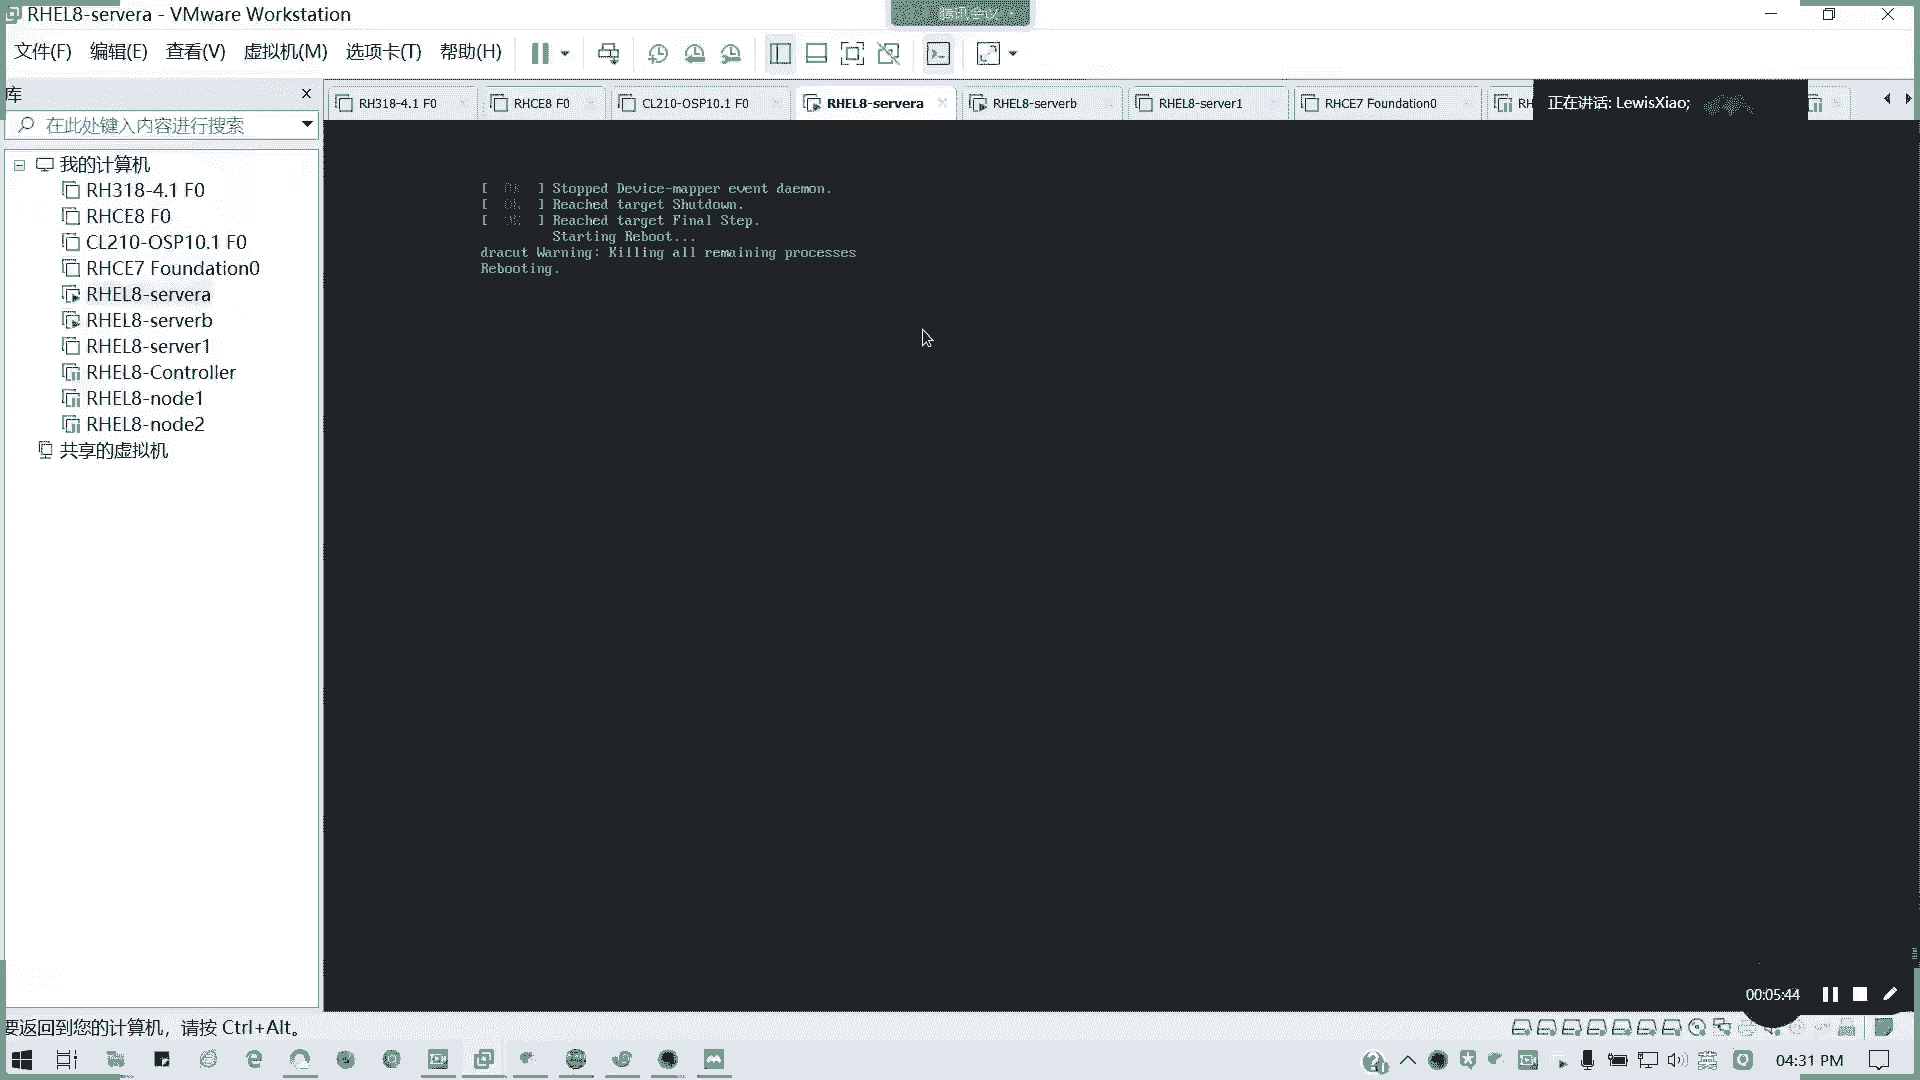 RHEL8-servera - VMware Workstation
腾讯会议
文件(F) 编辑(E) 查看(V) 虚拟机(M) 选项卡(T) 帮助(H)
库
在此处键入内容进行搜索
我的计算机
RH318-4.1 F0
RHCE8 F0
CL210-OSP10.1 F0
RHCE7 Foundation0
RHEL8-servera
RHEL8-serverb
RHEL8-server1
RHEL8-Controller
RHEL8-node1
RHEL8-node2
共享的虚拟机
RH318-4.1 F0 RHCE8 F0 CL210-OSP10.1 F0 RHEL8-servera RHEL8-serverb RHEL8-server1 RHCE7 Foundation0 RH
正在讲话: LewisXiao;
[ OK ] Stopped Device-mapper event daemon.
[ OK ] Reached target Shutdown.
[ OK ] Reached target Final Step.
Starting Reboot...
dracut Warning: Killing all remaining processes
Rebooting.
00:05:44
要返回到您的计算机，请按 Ctrl+Alt。
英
04:31 PM